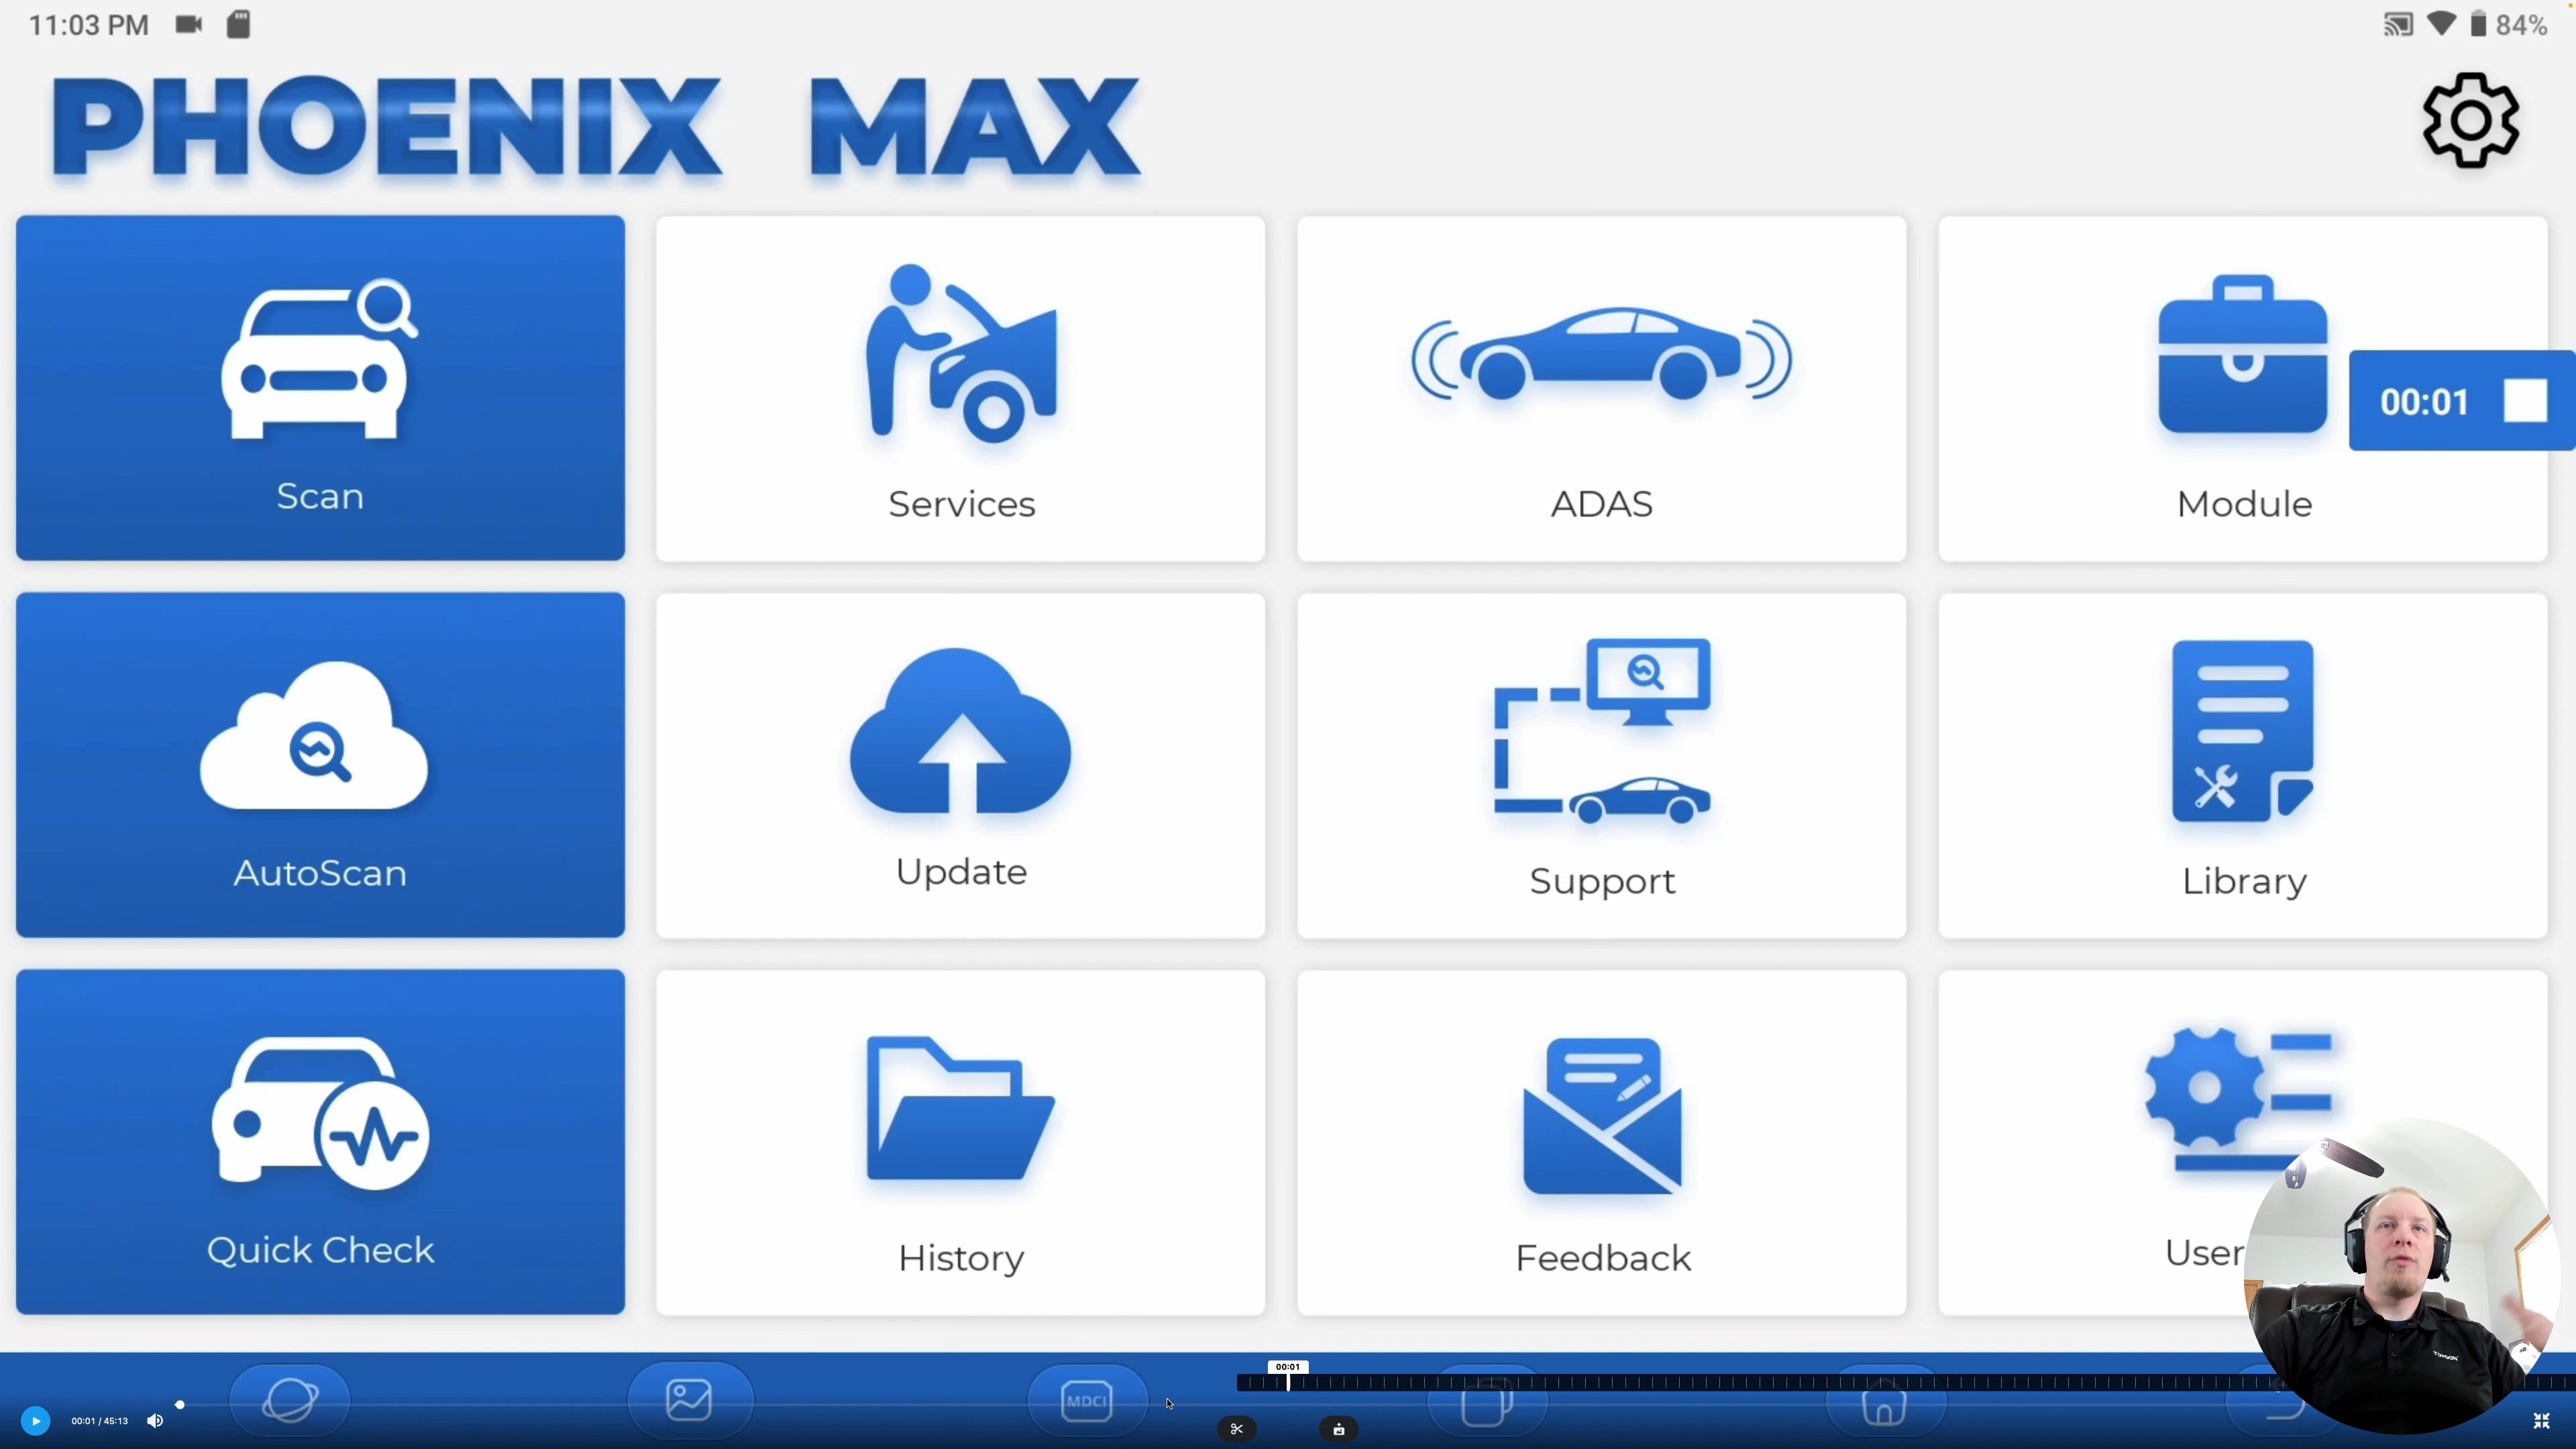 11:03 PM
84%
PHOENIX MAX
Scan
Services
ADAS
Module
00:01
AutoScan
Update
Support
Library
Quick Check
History
Feedback
User
00:01
MDCI
00:01 / 45:13